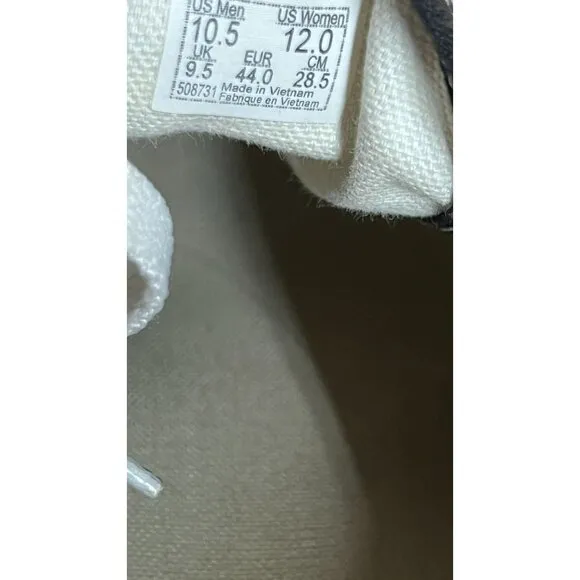 US Men US Women
10.5 12.0
UK EUR CM
9.5 44.0 28.5
508731 Made in Vietnam
Fabrique en Vietnam